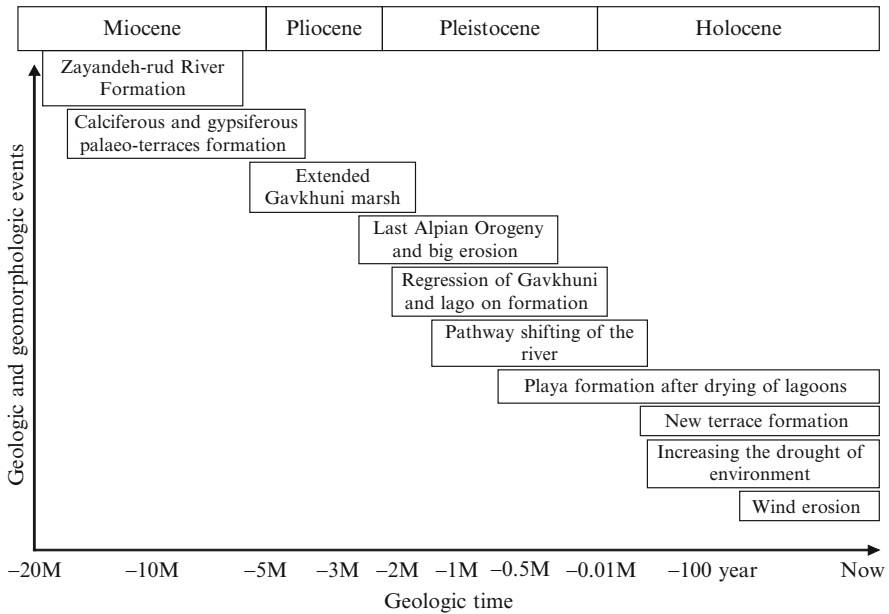 Miocene Pliocene Pleistocene Holocene
Zayandeh-rud River
Formation
Calciferous and gypsiferous
palaeo-terraces formation
Extended
Gavkhuni marsh
Last Alpian Orogeny
and big erosion
Regression of Gavkhuni
and lago on formation
Pathway shifting of the
river
Playa formation after drying of lagoons
New terrace formation
Increasing the drought of
environment
Wind erosion
Geologic and geomorphologic events
−20M −10M −5M −3M −2M −1M −0.5M −0.01M −100 year Now
Geologic time